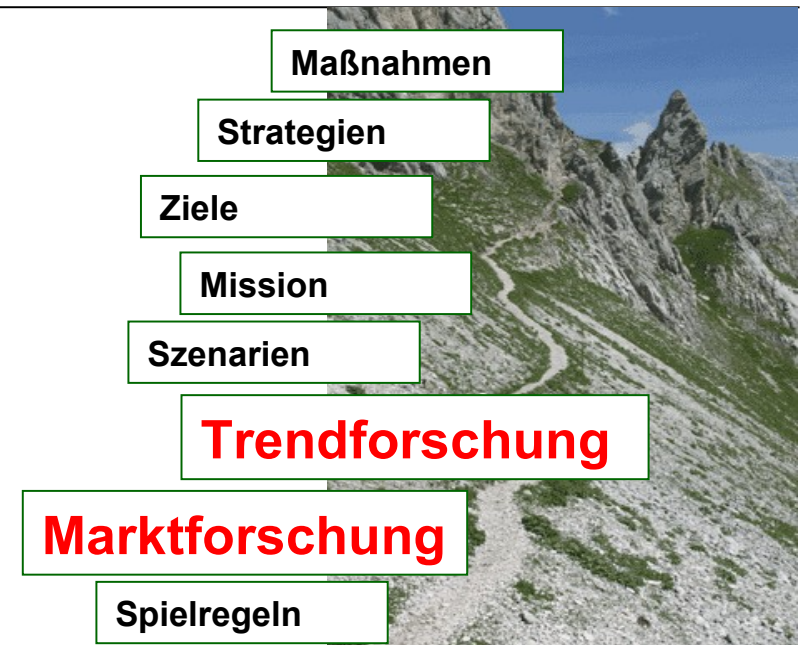 Maßnahmen
Strategien
Ziele
Mission
Szenarien
Trendforschung
Marktforschung
Spielregeln